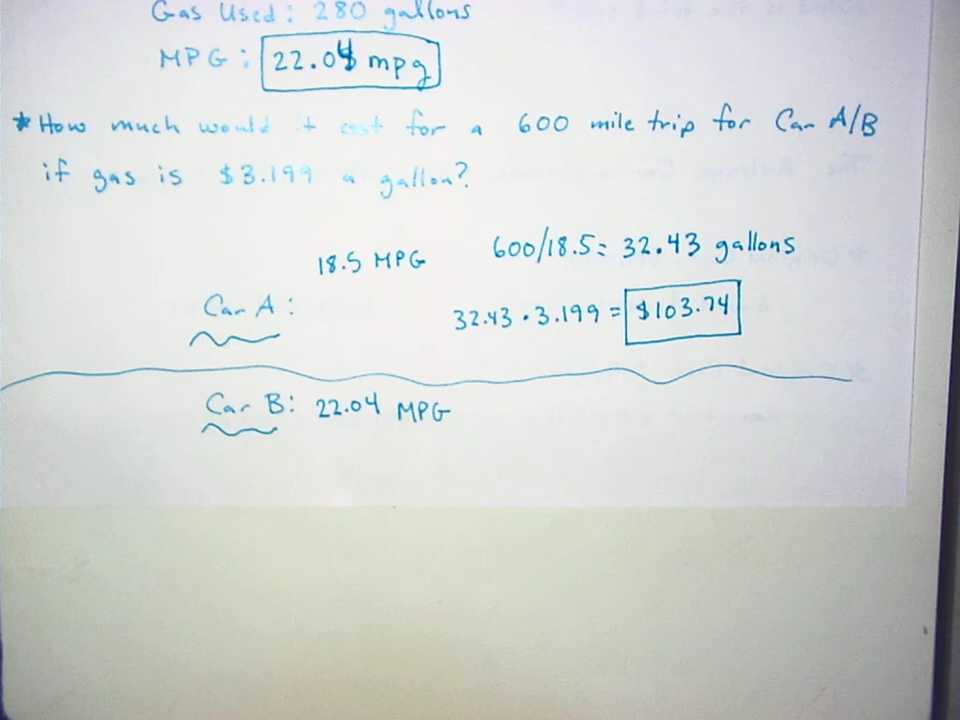 Gas Used: 280 gallons
MPG: 22.04 mpg
* How much would it cost for a 600 mile trip for Car A/B
if gas is $3.199 a gallon?
18.5 MPG 600/18.5= 32.43 gallons
Car A: 32.43 · 3.199 = $103.74
Car B: 22.04 MPG